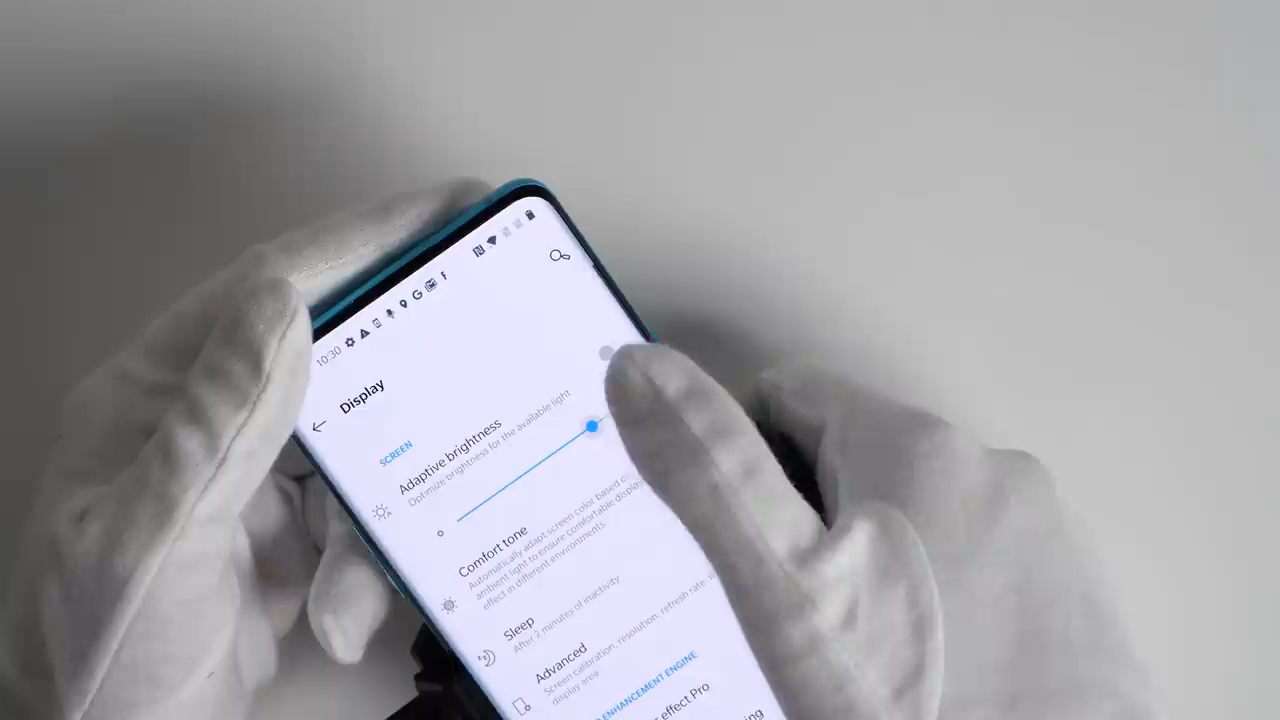 10:30
Display
SCREEN
Adaptive brightness
Optimize brightness for the available light
Comfort tone
Automatically adapt screen color based
ambient light to ensure comfortable display
effect in different environments
Sleep
After 2 minutes of inactivity
Advanced
Screen calibration, resolution, refresh rate,
display area
ENHANCEMENT ENGINE
effect Pro